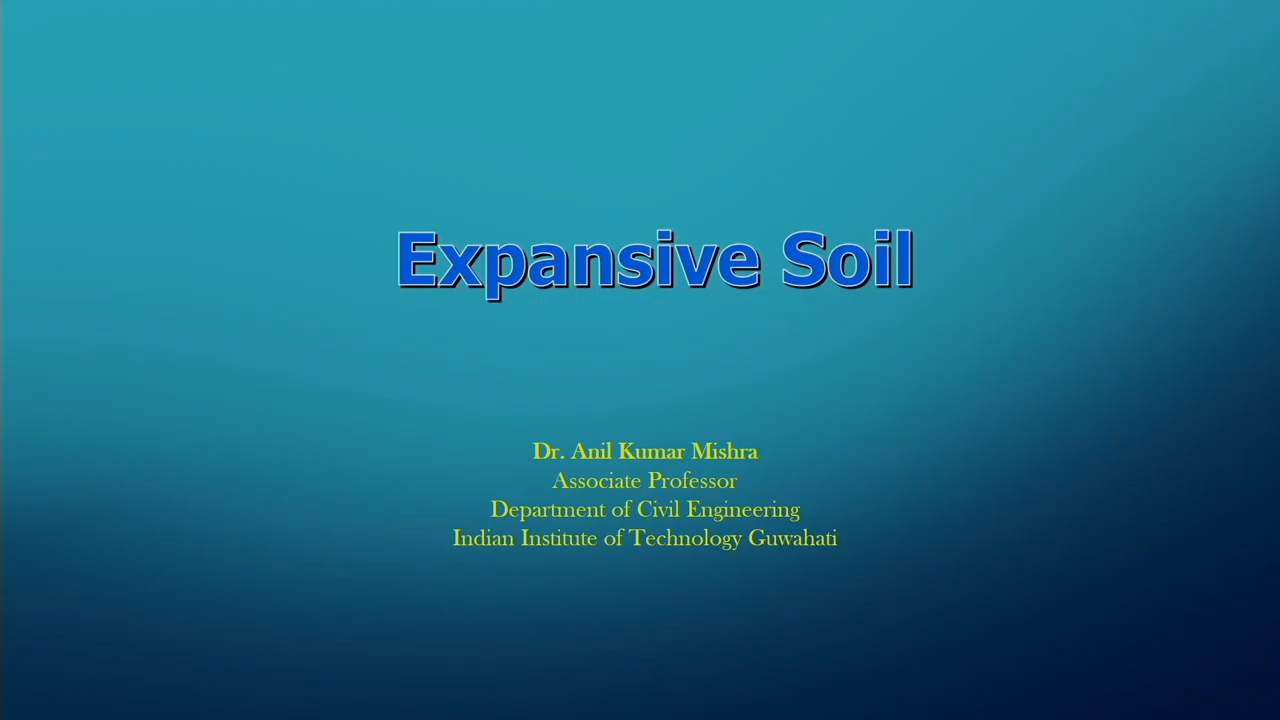 Expansive Soil
Dr. Anil Kumar Mishra
Associate Professor
Department of Civil Engineering
Indian Institute of Technology Guwahati